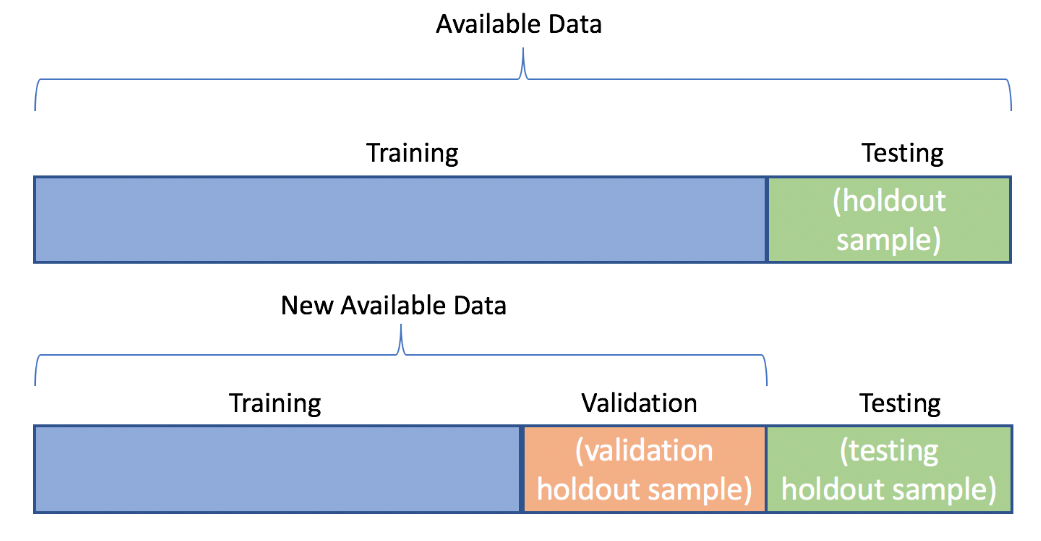 Available Data
Training
Testing
(holdout
sample)
New Available Data
Training
Validation
Testing
(validation
holdout sample)
(testing
holdout sample)